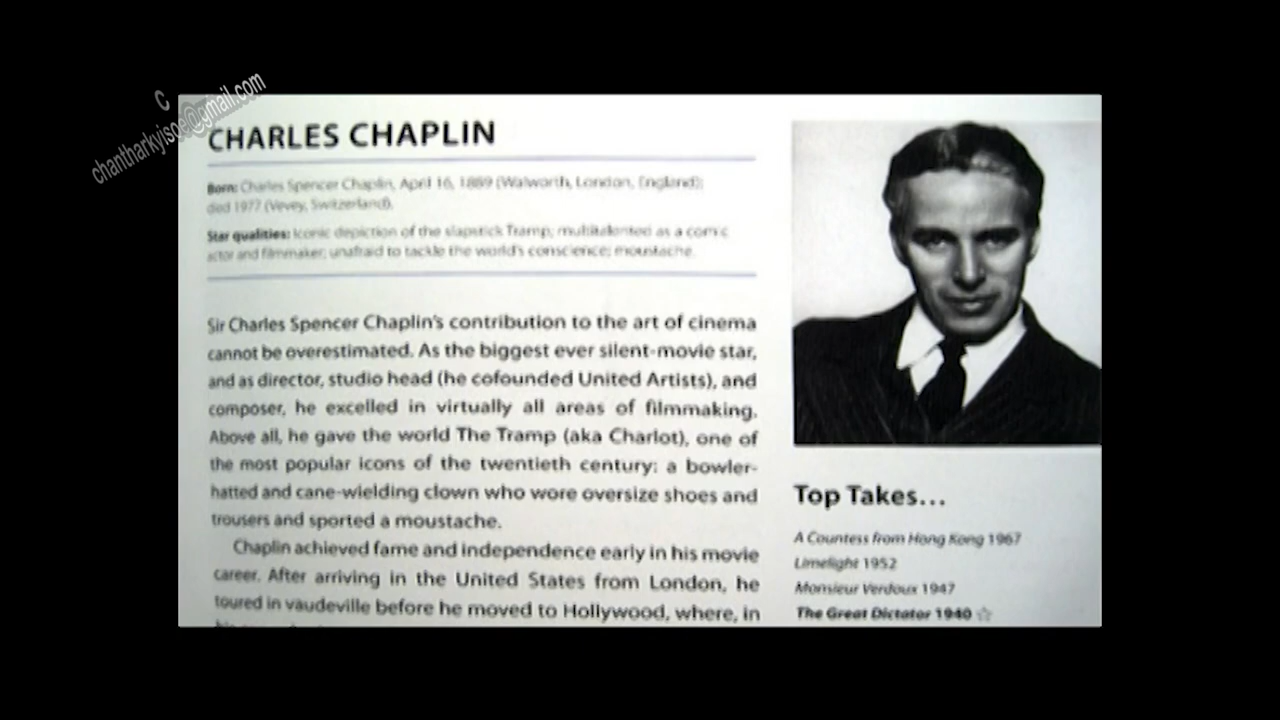 C
chantharkyisoe@gmail.com
CHARLES CHAPLIN
Born: Charles Spencer Chaplin, April 16, 1889 (Walworth, London, England);
died 1977 (Vevey, Switzerland).
Star qualities: Iconic depiction of the slapstick Tramp; multitalented as a comic
actor and filmmaker; unafraid to tackle the world's conscience; moustache.
Sir Charles Spencer Chaplin's contribution to the art of cinema
cannot be overestimated. As the biggest ever silent-movie star,
and as director, studio head (he cofounded United Artists), and
composer, he excelled in virtually all areas of filmmaking.
Above all, he gave the world The Tramp (aka Charlot), one of
the most popular icons of the twentieth century: a bowler-
hatted and cane-wielding clown who wore oversize shoes and
trousers and sported a moustache.
Chaplin achieved fame and independence early in his movie
career. After arriving in the United States from London, he
toured in vaudeville before he moved to Hollywood, where, in
Top Takes...
A Countess from Hong Kong 1967
Limelight 1952
Monsieur Verdoux 1947
The Great Dictator 1940 ☆